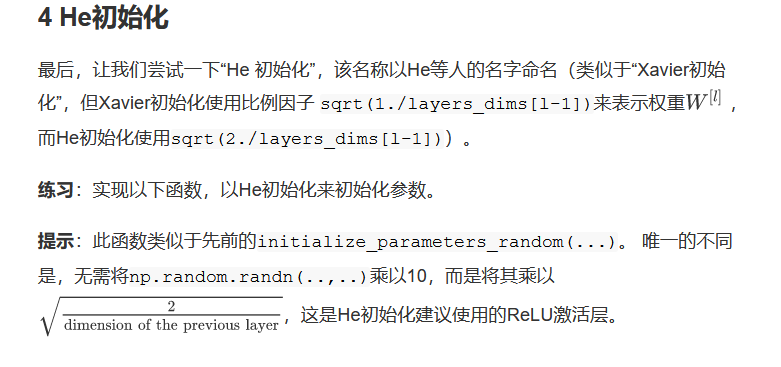 4 He初始化
最后，让我们尝试一下“He 初始化”，该名称以He等人的名字命名（类似于“Xavier初始
化”，但Xavier初始化使用比例因子 sqrt(1./layers_dims[l-1])来表示权重W^{[l]} ，
而He初始化使用sqrt(2./layers_dims[l-1])）。
练习：实现以下函数，以He初始化来初始化参数。
提示：此函数类似于先前的initialize_parameters_random(...)。 唯一的不同
是，无需将np.random.randn(..,..)乘以10，而是将其乘以
\sqrt{\frac{2}{\text{dimension of the previous layer}}}，这是He初始化建议使用的ReLU激活层。